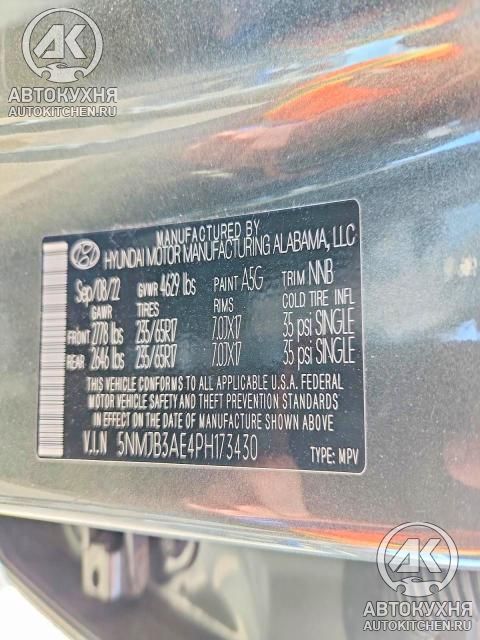 АК
АВТОКУХНЯ
AUTOKITCHEN.RU
MANUFACTURED BY
HYUNDAI MOTOR MANUFACTURING ALABAMA, LLC
Sep/08/22 GVWR 4629 lbs PAINT A5G TRIM NNB
GAWR TIRES RIMS COLD TIRE INFL
FRONT 2778 lbs 235/65R17 7.0JX17 35 psi SINGLE
REAR 2646 lbs 235/65R17 7.0JX17 35 psi SINGLE
THIS VEHICLE CONFORMS TO ALL APPLICABLE U.S.A. FEDERAL
MOTOR VEHICLE SAFETY AND THEFT PREVENTION STANDARDS
IN EFFECT ON THE DATE OF MANUFACTURE SHOWN ABOVE.
V.I.N 5NMJB3AE4PH173430 TYPE: MPV
АК
АВТОКУХНЯ
AUTOKITCHEN.RU